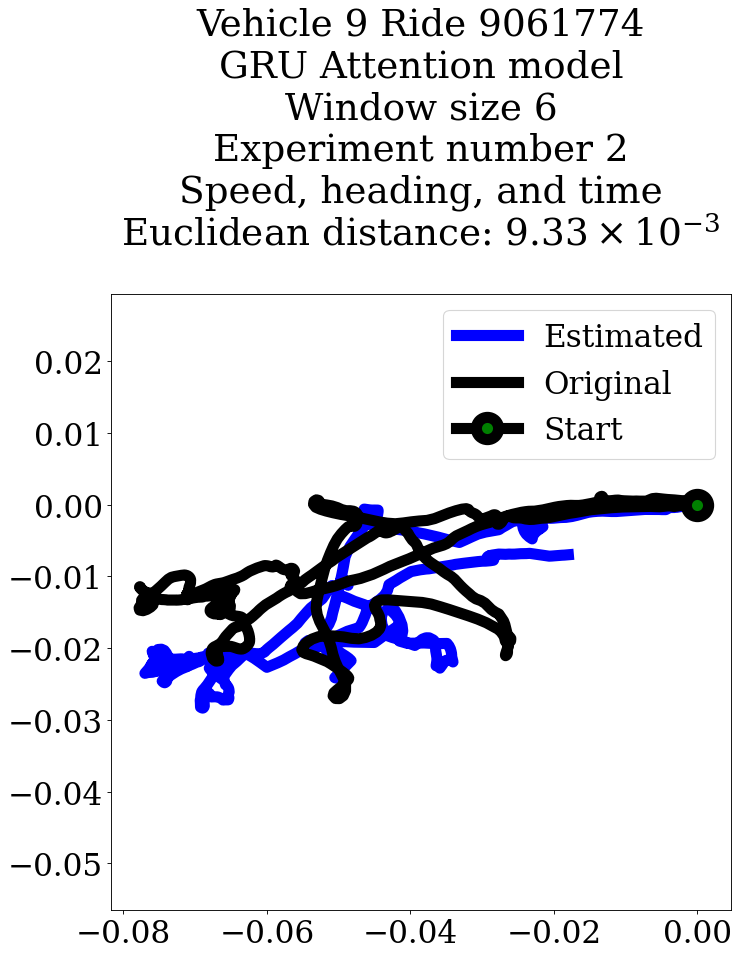 Vehicle 9 Ride 9061774
GRU Attention model
Window size 6
Experiment number 2
Speed, heading, and time
Euclidean distance: 9.33 × 10⁻³
Estimated
Original
Start
0.02
0.01
0.00
−0.01
−0.02
−0.03
−0.04
−0.05
−0.08 −0.06 −0.04 −0.02 0.00